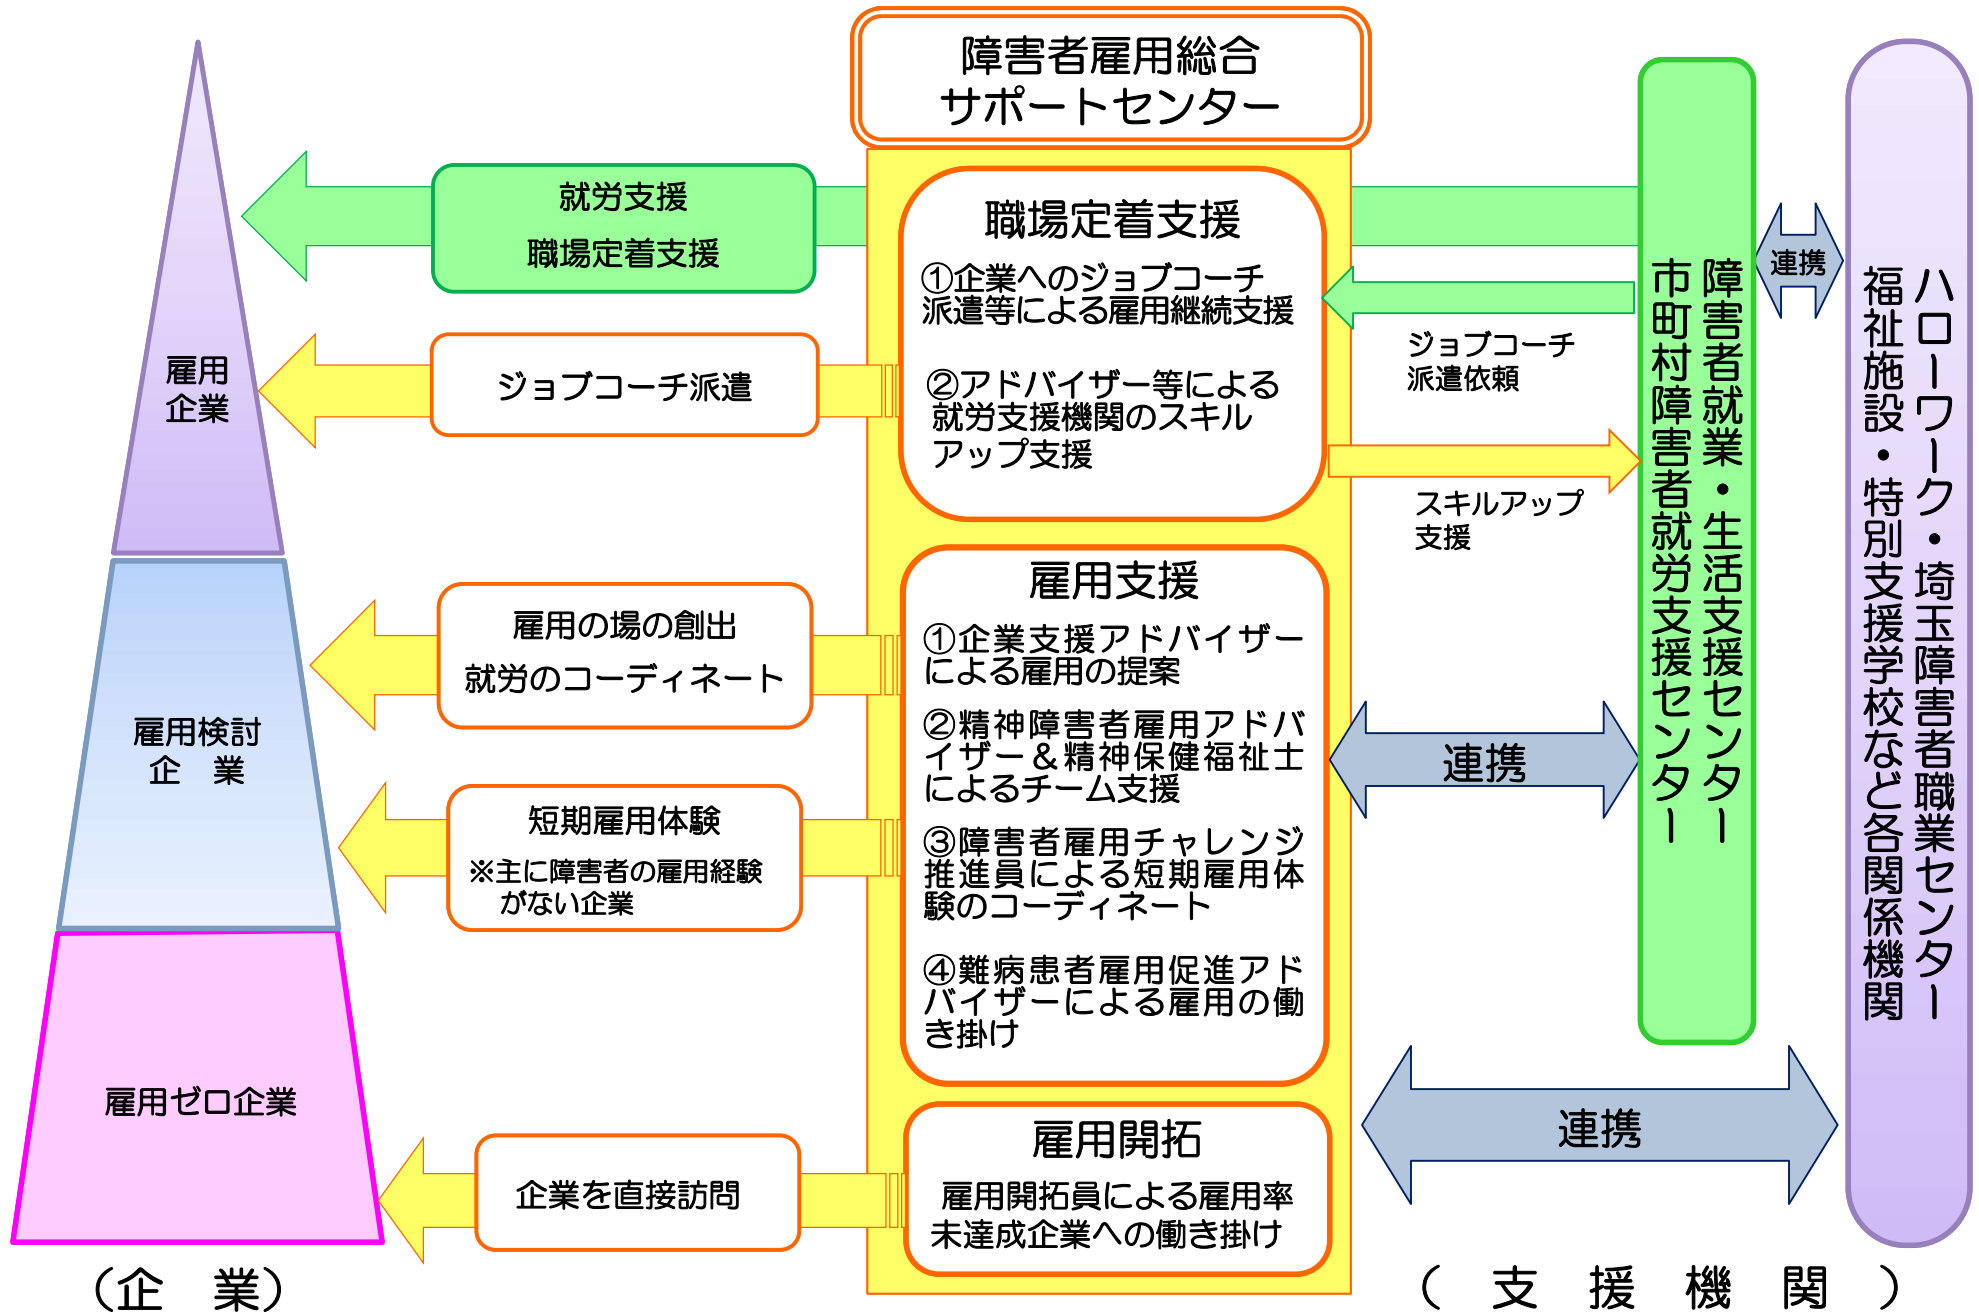 障害者雇用総合
サポートセンター
就労支援
職場定着支援
ジョブコーチ派遣
雇用の場の創出
就労のコーディネート
短期雇用体験
※主に障害者の雇用経験
がない企業
企業を直接訪問
雇用
企業
雇用検討
企　業
雇用ゼロ企業
（企　業）
職場定着支援
①企業へのジョブコーチ
派遣等による雇用継続支援
②アドバイザー等による
就労支援機関のスキル
アップ支援
雇用支援
①企業支援アドバイザー
による雇用の提案
②精神障害者雇用アドバ
イザー＆精神保健福祉士
によるチーム支援
③障害者雇用チャレンジ
推進員による短期雇用体
験のコーディネート
④難病患者雇用促進アド
バイザーによる雇用の働
き掛け
雇用開拓
雇用開拓員による雇用率
未達成企業への働き掛け
ジョブコーチ
派遣依頼
スキルアップ
支援
連携
連携
連携
障害者就業・生活支援センター
市町村障害者就労支援センター
ハローワーク・埼玉障害者職業センター
福祉施設・特別支援学校など各関係機関
（　支　援　機　関　）